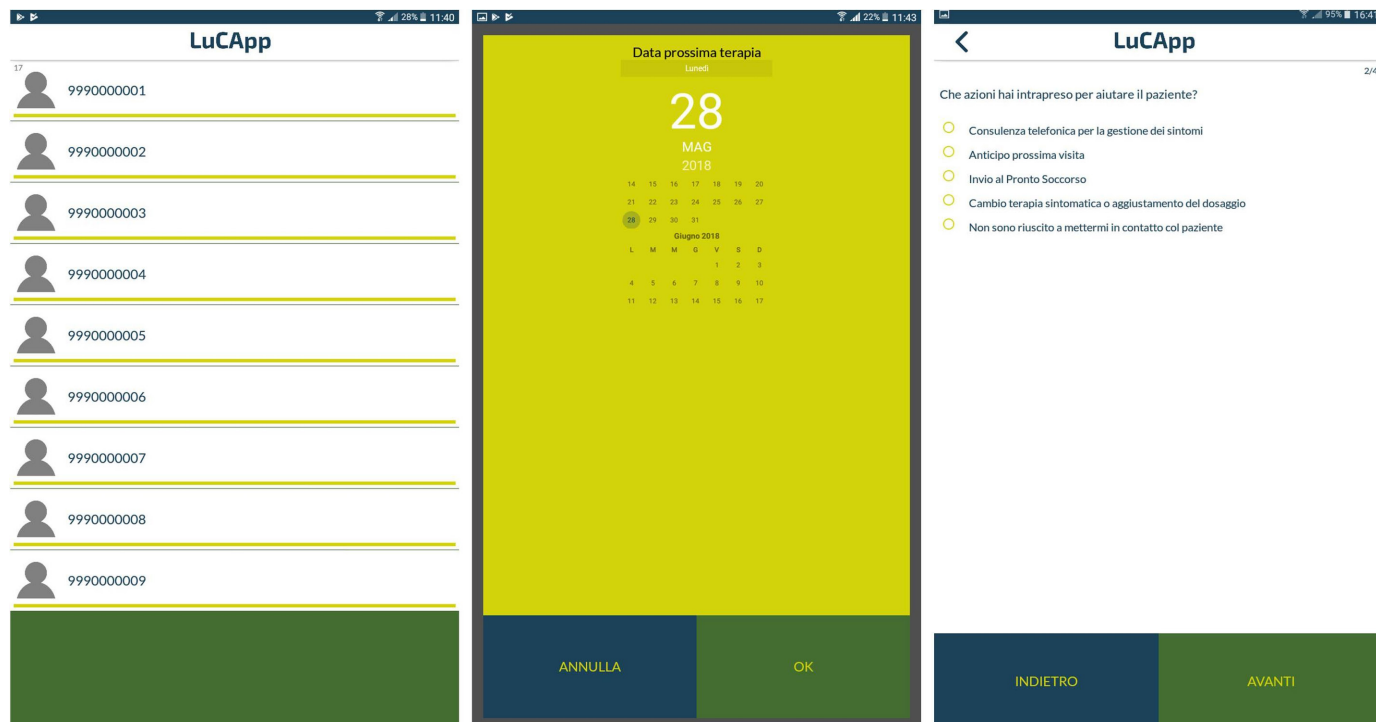 28% 11:40
LuCApp
17
9990000001
9990000002
9990000003
9990000004
9990000005
9990000006
9990000007
9990000008
9990000009
22% 11:43
Data prossima terapia
Lunedì
28
MAG
2018
14 15 16 17 18 19 20
21 22 23 24 25 26 27
28 29 30 31
Giugno 2018
L M M G V S D
1 2 3
4 5 6 7 8 9 10
11 12 13 14 15 16 17
ANNULLA OK
95% 16:41
LuCApp
2/4
Che azioni hai intrapreso per aiutare il paziente?
Consulenza telefonica per la gestione dei sintomi
Anticipo prossima visita
Invio al Pronto Soccorso
Cambio terapia sintomatica o aggiustamento del dosaggio
Non sono riuscito a mettermi in contatto col paziente
INDIETRO AVANTI